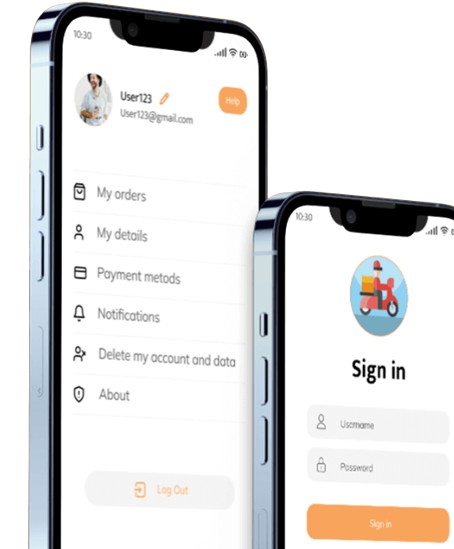 10:30
User123
User123@gmail.com
Help
My orders
My details
Payment metods
Notifications
Delete my account and data
About
Log Out
10:30
Sign in
Username
Password
Sign in